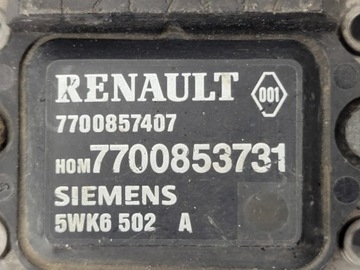 RENAULT 001
7700857407
HOM7700853731
SIEMENS
5WK6 502 A